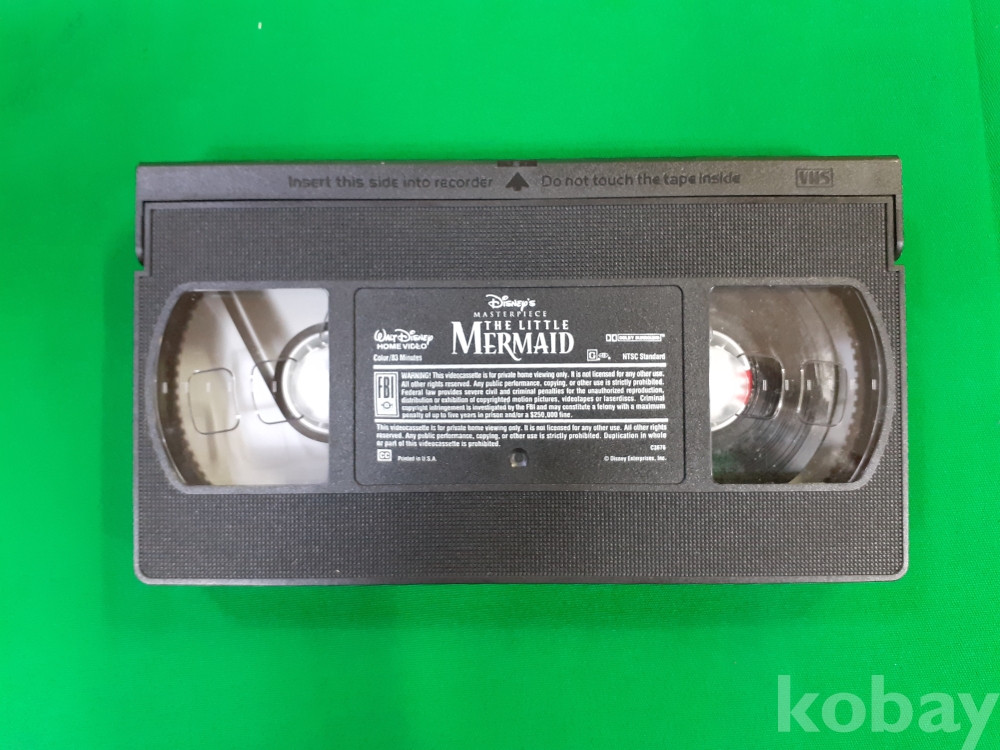 Insert this side into recorder Do not touch the tape inside VHS
Disney's
MASTERPIECE
THE LITTLE
MERMAID
WALT DISNEY
HOME VIDEO
DOLBY SURROUND
Color/83 Minutes
G CC
NTSC Standard
FBI
WARNING! This videocassette is for private home viewing only. It is not licensed for any other use.
All other rights reserved. Any public performance, copying, or other use is strictly prohibited.
Federal law provides severe civil and criminal penalties for the unauthorized reproduction,
distribution or exhibition of copyrighted motion pictures, videotapes or laserdiscs. Criminal
copyright infringement is investigated by the FBI and may constitute a felony with a maximum
penalty of up to five years in prison and/or a $250,000 fine.
This videocassette is for private home viewing only. It is not licensed for any other use. All other rights
reserved. Any public performance, copying, or other use is strictly prohibited. Duplication in whole
or part of this videocassette is prohibited.
C3676
CC Printed in U.S.A. © Disney Enterprises, Inc.
kobay